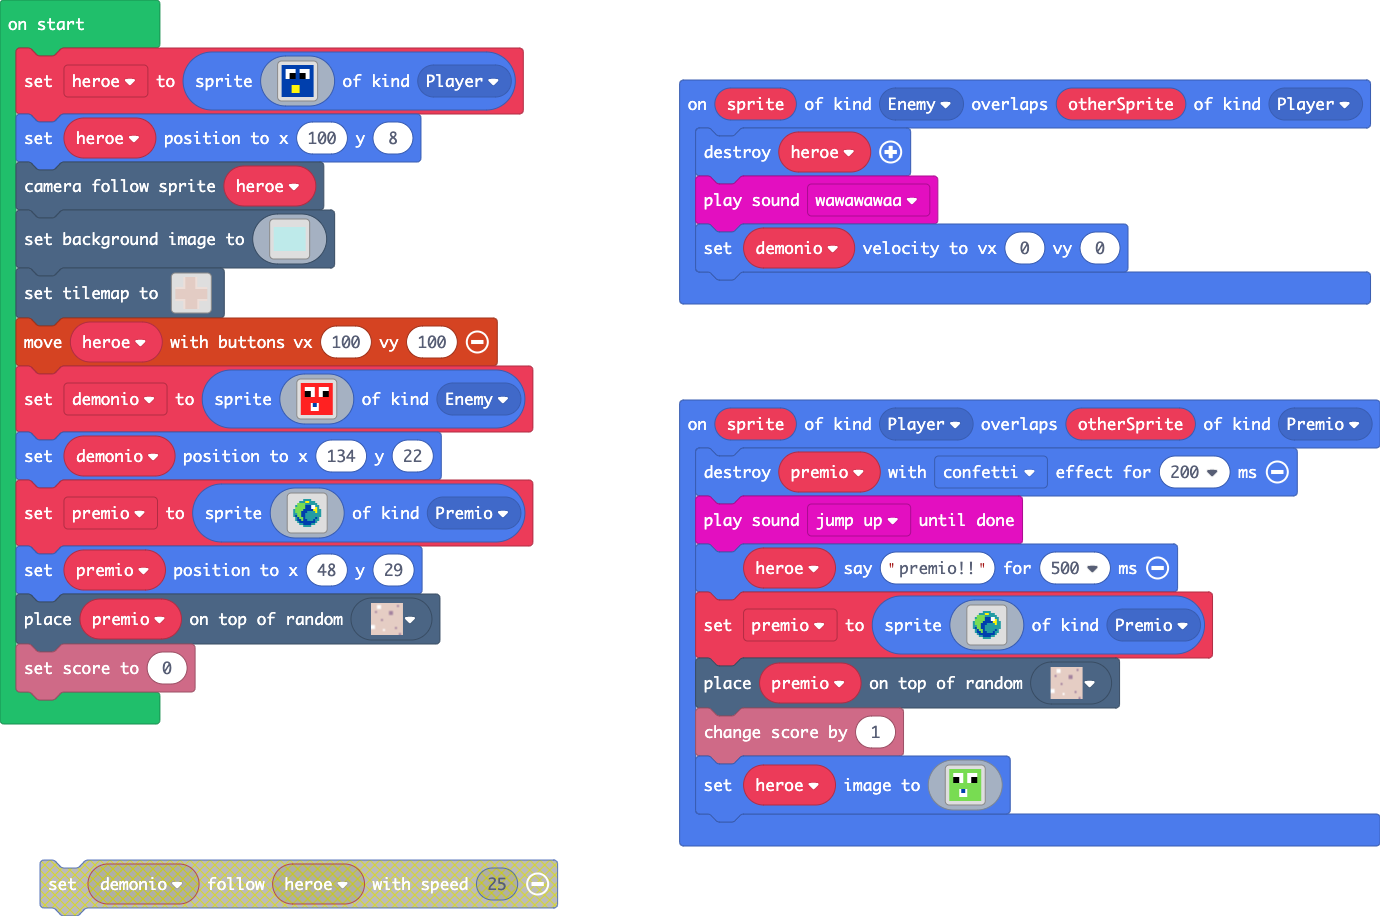 on start
set heroe to sprite of kind Player
set heroe position to x 100 y 8
camera follow sprite heroe
set background image to
set tilemap to
move heroe with buttons vx 100 vy 100
set demonio to sprite of kind Enemy
set demonio position to x 134 y 22
set premio to sprite of kind Premio
set premio position to x 48 y 29
place premio on top of random
set score to 0
set demonio follow heroe with speed 25
on sprite of kind Enemy overlaps otherSprite of kind Player
destroy heroe
play sound wawawawaa
set demonio velocity to vx 0 vy 0
on sprite of kind Player overlaps otherSprite of kind Premio
destroy premio with confetti effect for 200 ms
play sound jump up until done
heroe say "premio!!" for 500 ms
set premio to sprite of kind Premio
place premio on top of random
change score by 1
set heroe image to